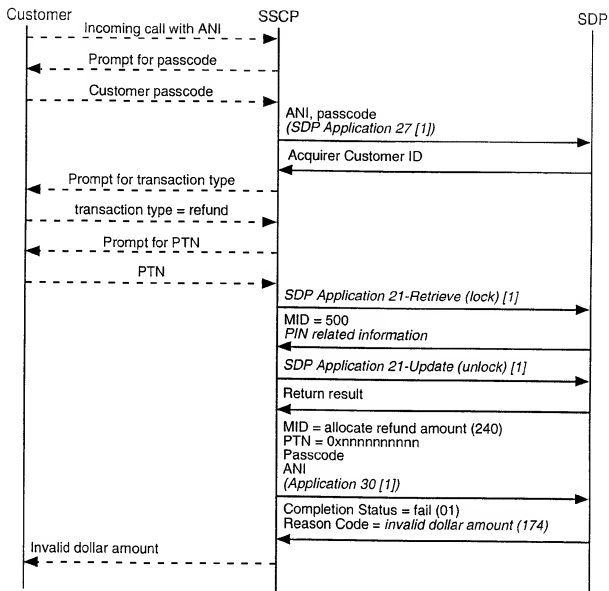 Customer SSCP SDP
Incoming call with ANI
Prompt for passcode
Customer passcode
ANI, passcode
(SDP Application 27 [1])
Acquirer Customer ID
Prompt for transaction type
transaction type = refund
Prompt for PTN
PTN
SDP Application 21-Retrieve (lock) [1]
MID = 500
PIN related information
SDP Application 21-Update (unlock) [1]
Return result
MID = allocate refund amount (240)
PTN = 0xnnnnnnnnnn
Passcode
ANI
(Application 30 [1])
Completion Status = fail (01)
Reason Code = invalid dollar amount (174)
Invalid dollar amount